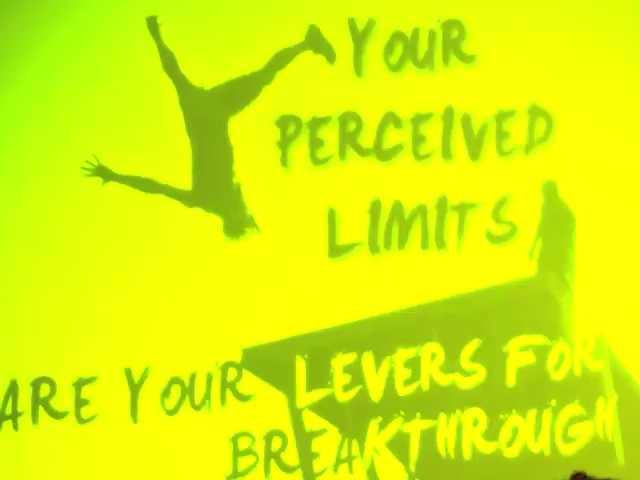 YOUR
PERCEIVED
LIMITS
ARE YOUR LEVERS FOR
BREAKTHROUGH